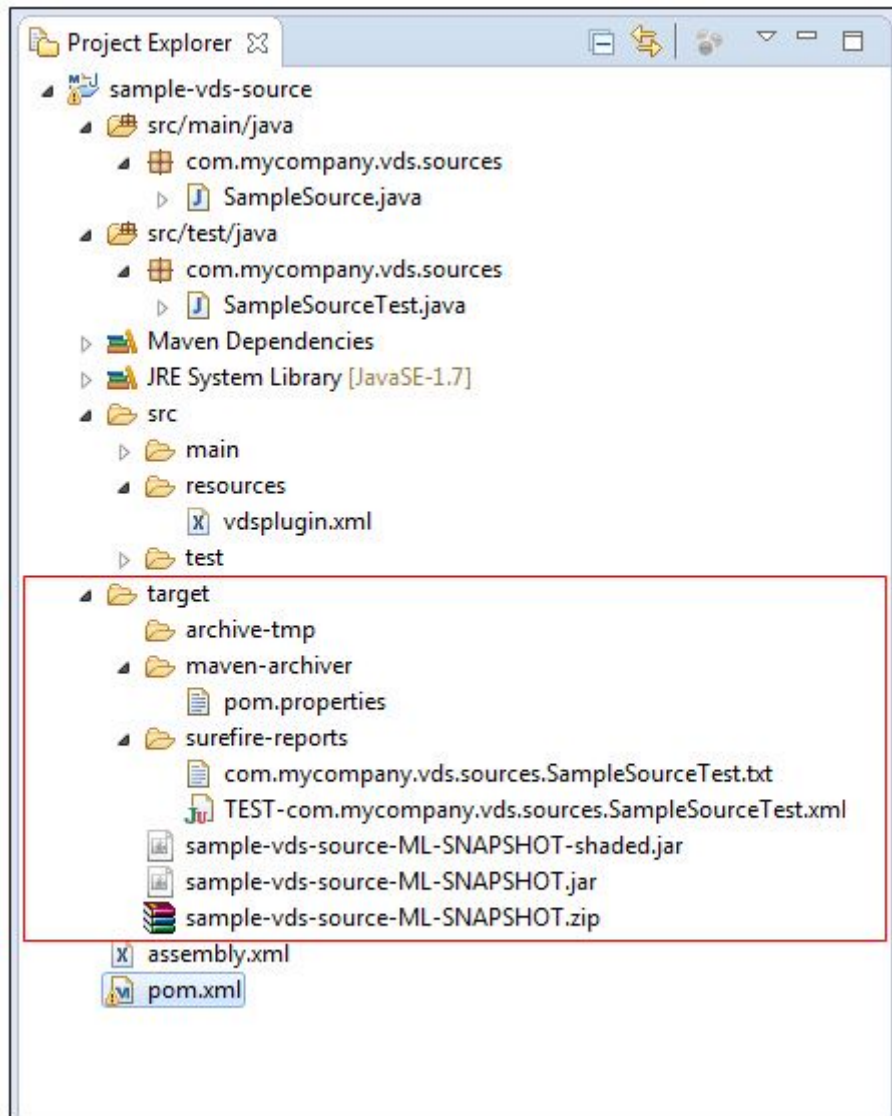 Project Explorer
sample-vds-source
src/main/java
com.mycompany.vds.sources
SampleSource.java
src/test/java
com.mycompany.vds.sources
SampleSourceTest.java
Maven Dependencies
JRE System Library [JavaSE-1.7]
src
main
resources
vdsplugin.xml
test
target
archive-tmp
maven-archiver
pom.properties
surefire-reports
com.mycompany.vds.sources.SampleSourceTest.txt
TEST-com.mycompany.vds.sources.SampleSourceTest.xml
sample-vds-source-ML-SNAPSHOT-shaded.jar
sample-vds-source-ML-SNAPSHOT.jar
sample-vds-source-ML-SNAPSHOT.zip
assembly.xml
pom.xml